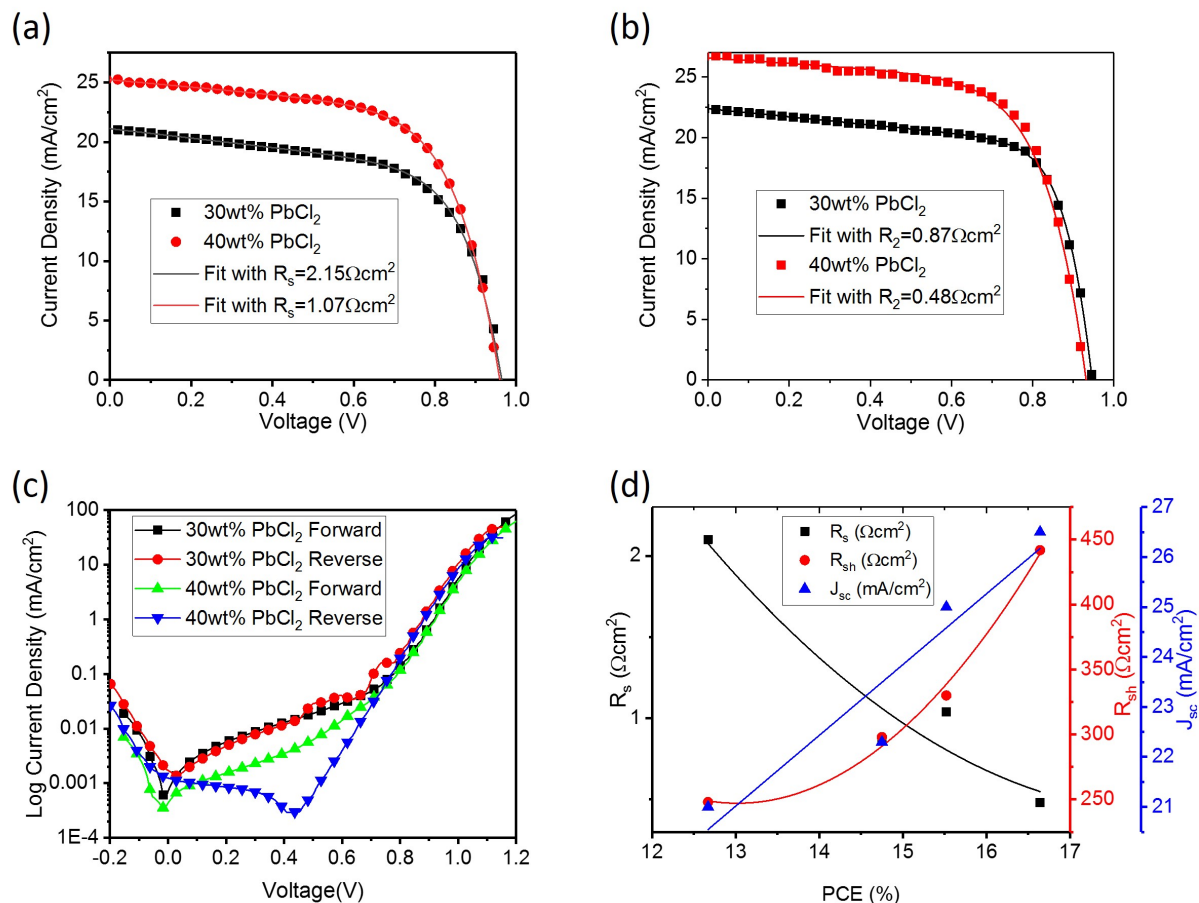 (a)
25
20
15
10
5
0
0.0 0.2 0.4 0.6 0.8 1.0
Current Density (mA/cm²)
Voltage (V)
30wt% PbCl₂
40wt% PbCl₂
Fit with Rₛ=2.15Ωcm²
Fit with Rₛ=1.07Ωcm²
(b)
25
20
15
10
5
0
0.0 0.2 0.4 0.6 0.8 1.0
Current Density (mA/cm²)
Voltage (V)
30wt% PbCl₂
Fit with R₂=0.87Ωcm²
40wt% PbCl₂
Fit with R₂=0.48Ωcm²
(c)
100
10
1
0.1
0.01
0.001
1E-4
-0.2 0.0 0.2 0.4 0.6 0.8 1.0 1.2
Log Current Density (mA/cm²)
Voltage(V)
30wt% PbCl₂ Forward
30wt% PbCl₂ Reverse
40wt% PbCl₂ Forward
40wt% PbCl₂ Reverse
(d)
2
1
Rₛ (Ωcm²)
12 13 14 15 16 17
PCE (%)
Rₛ (Ωcm²)
Rₛₕ (Ωcm²)
Jₛc (mA/cm²)
450
400
350
300
250
Rₛₕ (Ωcm²)
27
26
25
24
23
22
21
Jₛc (mA/cm²)